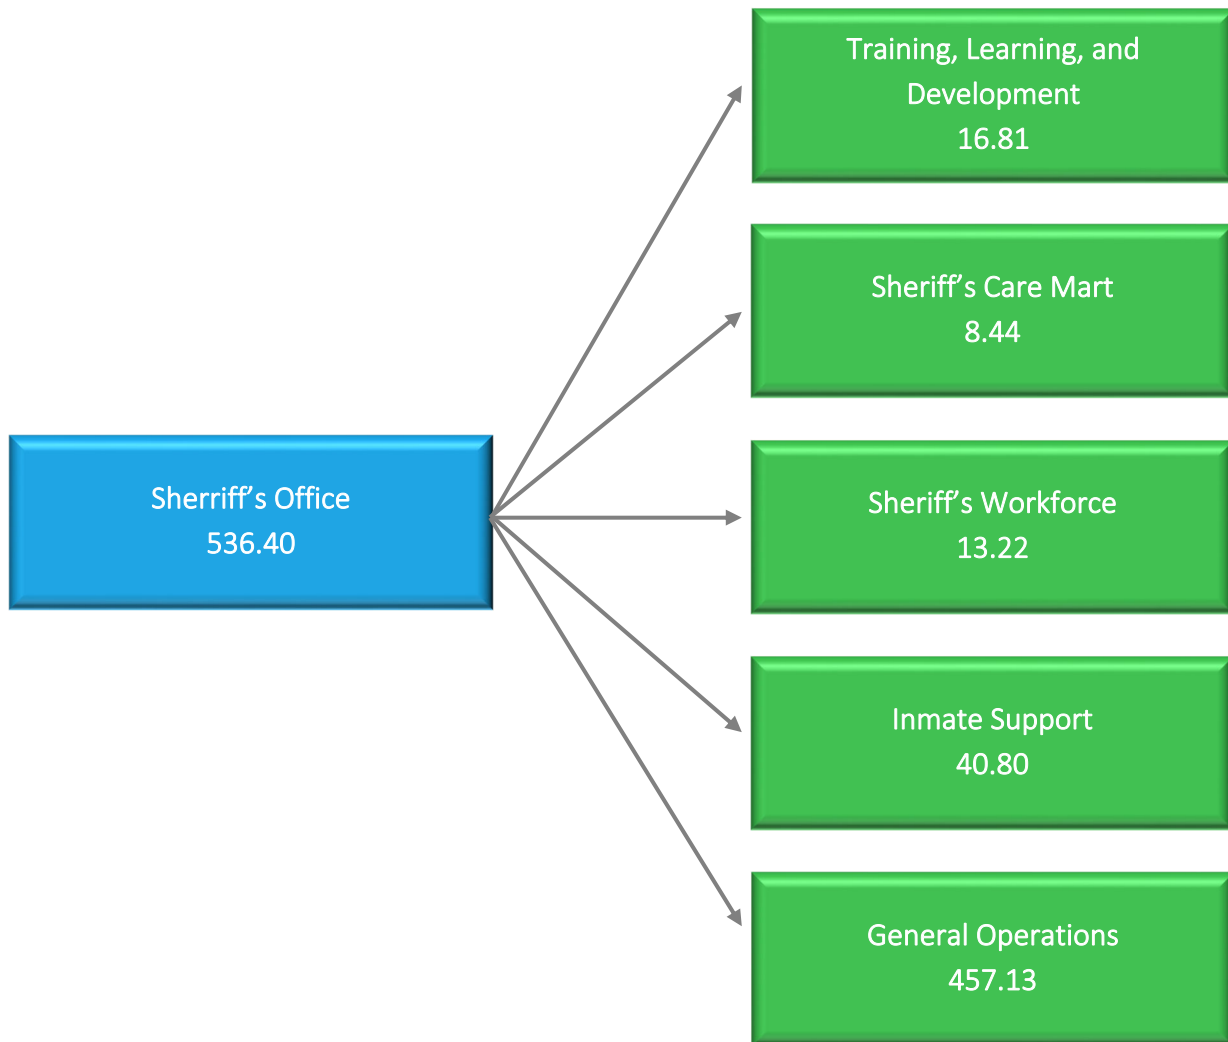 Training, Learning, and
Development
16.81
Sheriff’s Care Mart
8.44
Sherriff’s Office
536.40
Sheriff’s Workforce
13.22
Inmate Support
40.80
General Operations
457.13